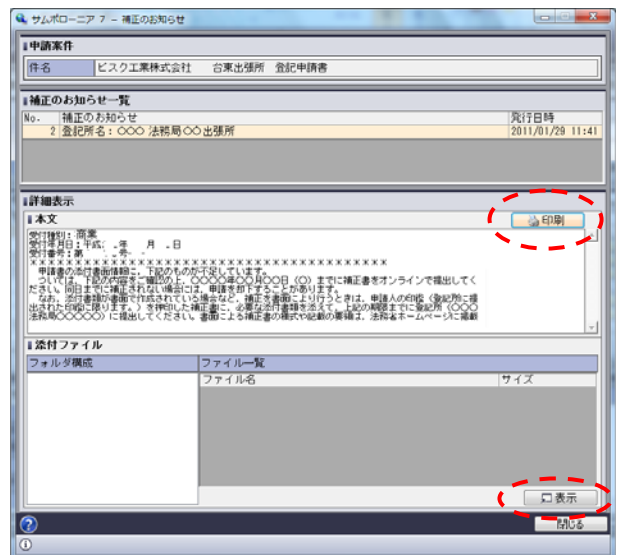 サムポローニア 7 - 補正のお知らせ
申請案件
件名 ビスク工業株式会社 台東出張所 登記申請書
補正のお知らせ一覧
No. 補正のお知らせ 発行日時
2 登記所名：○○○ 法務局○○出張所 2011/01/29 11:41
詳細表示
本文
印刷
受付種別：商業
受付年月日：平成 . 年 月 . 日
受付番号：第 号
申請書の添付書面情報に、下記のものが不足しています。
ついては、下記の内容をご確認の上、○○○○年○○月○○日（○）までに補正書をオンラインで提出してく
ださい。同日までに補正されない場合には、申請を却下することがあります。
なお、添付書類が書面で作成されている場合など、補正を書面により行うときは、申請人の印鑑（登記所に提
出された印鑑に限ります。）を押印した補正書に、必要な添付書類を添えて、上記の期限までに登記所（○○○
法務局○○○○○）に提出してください。書面による補正書の様式や記載の要領は、法務省ホームページに掲載
添付ファイル
フォルダ構成 ファイル一覧
ファイル名 サイズ
表示
閉じる